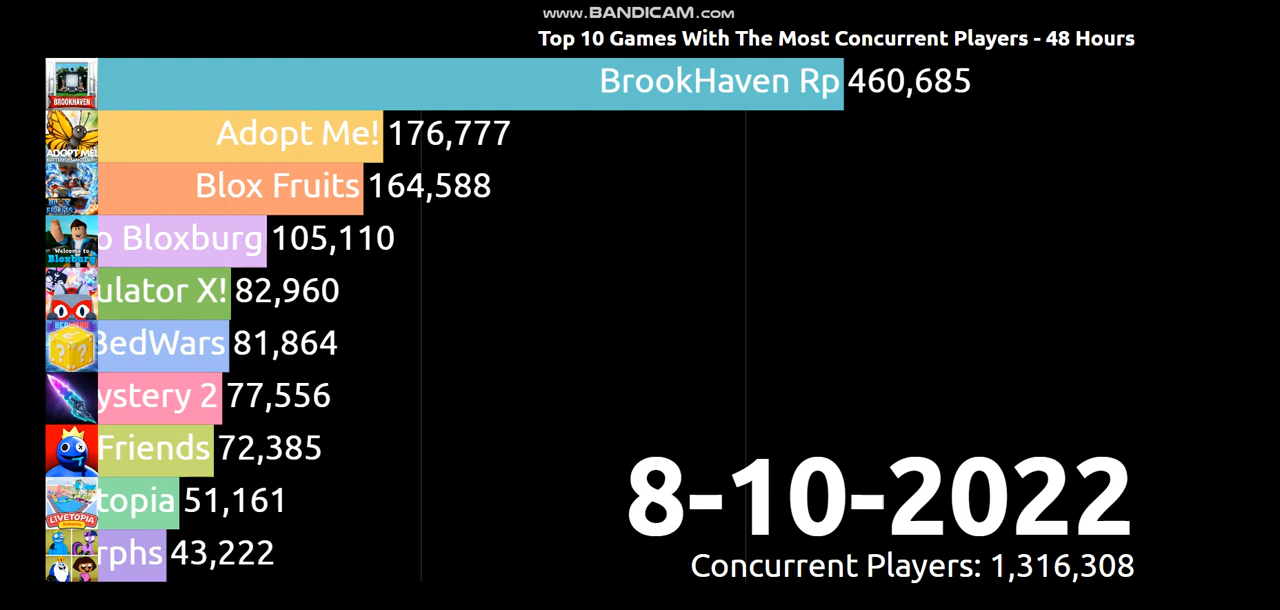 www.BANDICAM.com
Top 10 Games With The Most Concurrent Players - 48 Hours
BROOKHAVEN BrookHaven Rp 460,685
ADOPT ME! Adopt Me! 176,777
Blox Fruits 164,588
Welcome to Bloxburg o Bloxburg 105,110
ulator X! 82,960
BedWars 81,864
ystery 2 77,556
Friends 72,385
LIVETOPIA topia 51,161
rphs 43,222
8-10-2022
Concurrent Players: 1,316,308